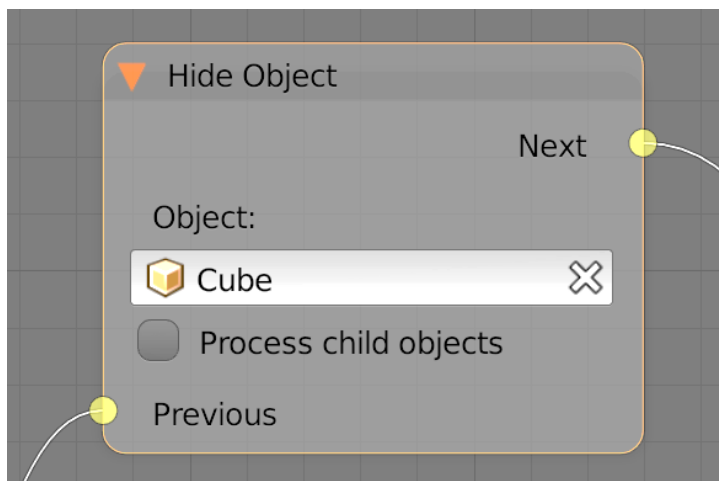 Hide Object
Next
Object:
Cube
Process child objects
Previous